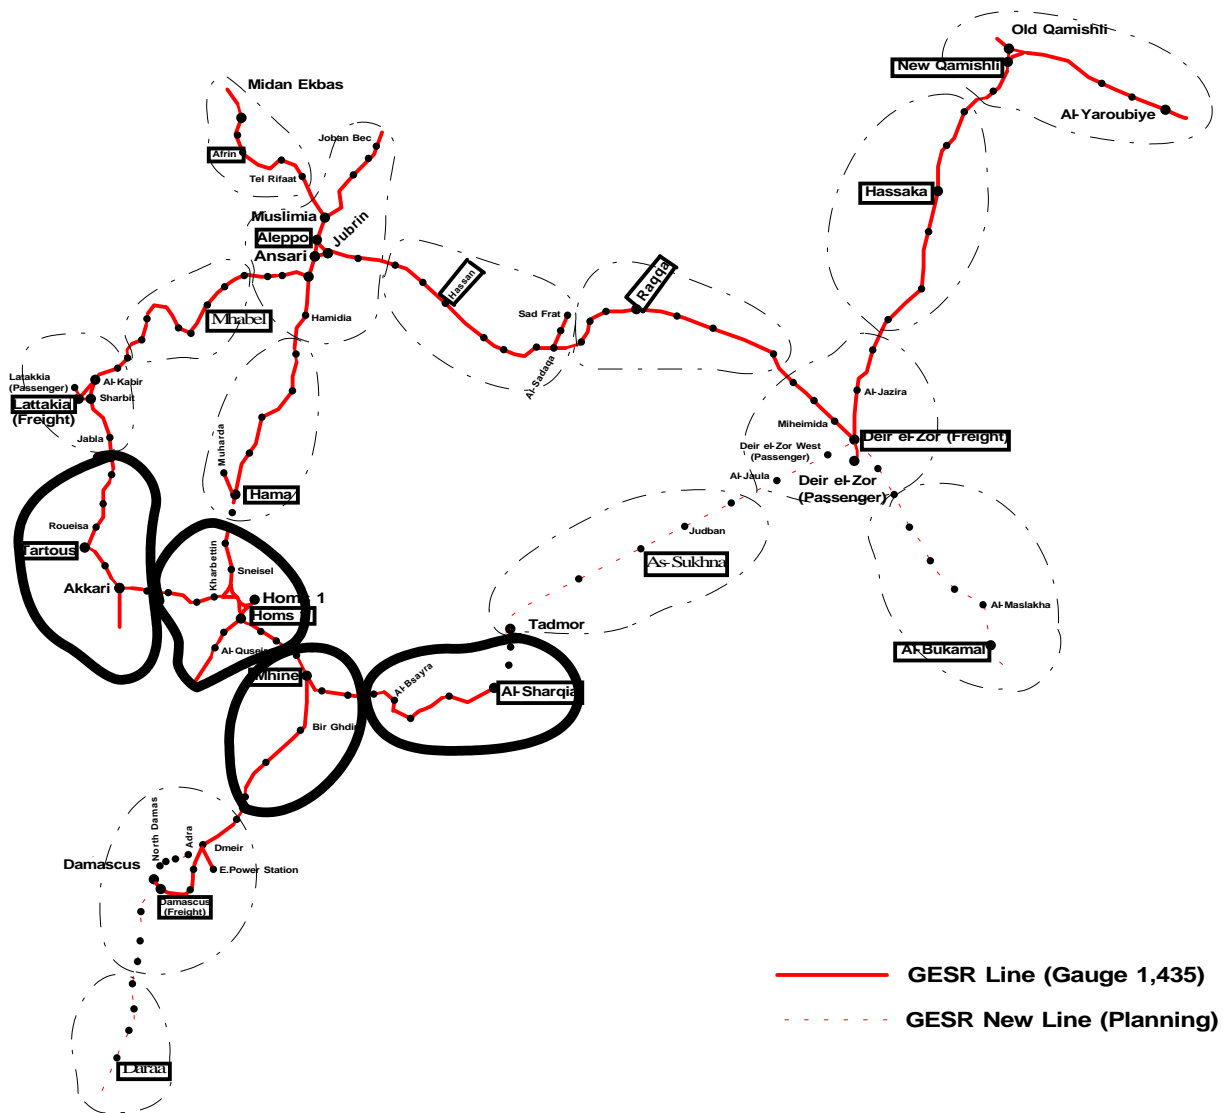 Old Qamishli
New Qamishli
Al-Yaroubiye
Midan Ekbas
Joban Bec
Afrin
Tel Rifaat
Hassaka
Muslimia
Aleppo
Jubrin
Ansari
Hassan
Raqqa
Sad Frat
Al-Sadaqa
Mhabel
Hamidia
Latakkia
(Passenger)
Al-Kabir
Lattakia
(Freight)
Sharbit
Jabla
Al-Jazira
Miheimida
Deir el-Zor (Freight)
Deir el-Zor West
(Passenger)
Deir el-Zor
(Passenger)
Al-Jaula
Muharda
Hama
Judban
As-Sukhna
Roueisa
Tartous
Akkari
Kharbettin
Sneisel
Homs 1
Homs
Al-Quseir
Mhine
Tadmor
Al-Maslakha
Al-Bukamal
Al-Bsayra
Al-Sharqia
Bir Ghdir
North Damas
Adra
Dmeir
E.Power Station
Damascus
Damascus
(Freight)
Daraa
GESR Line (Gauge 1,435)
GESR New Line (Planning)